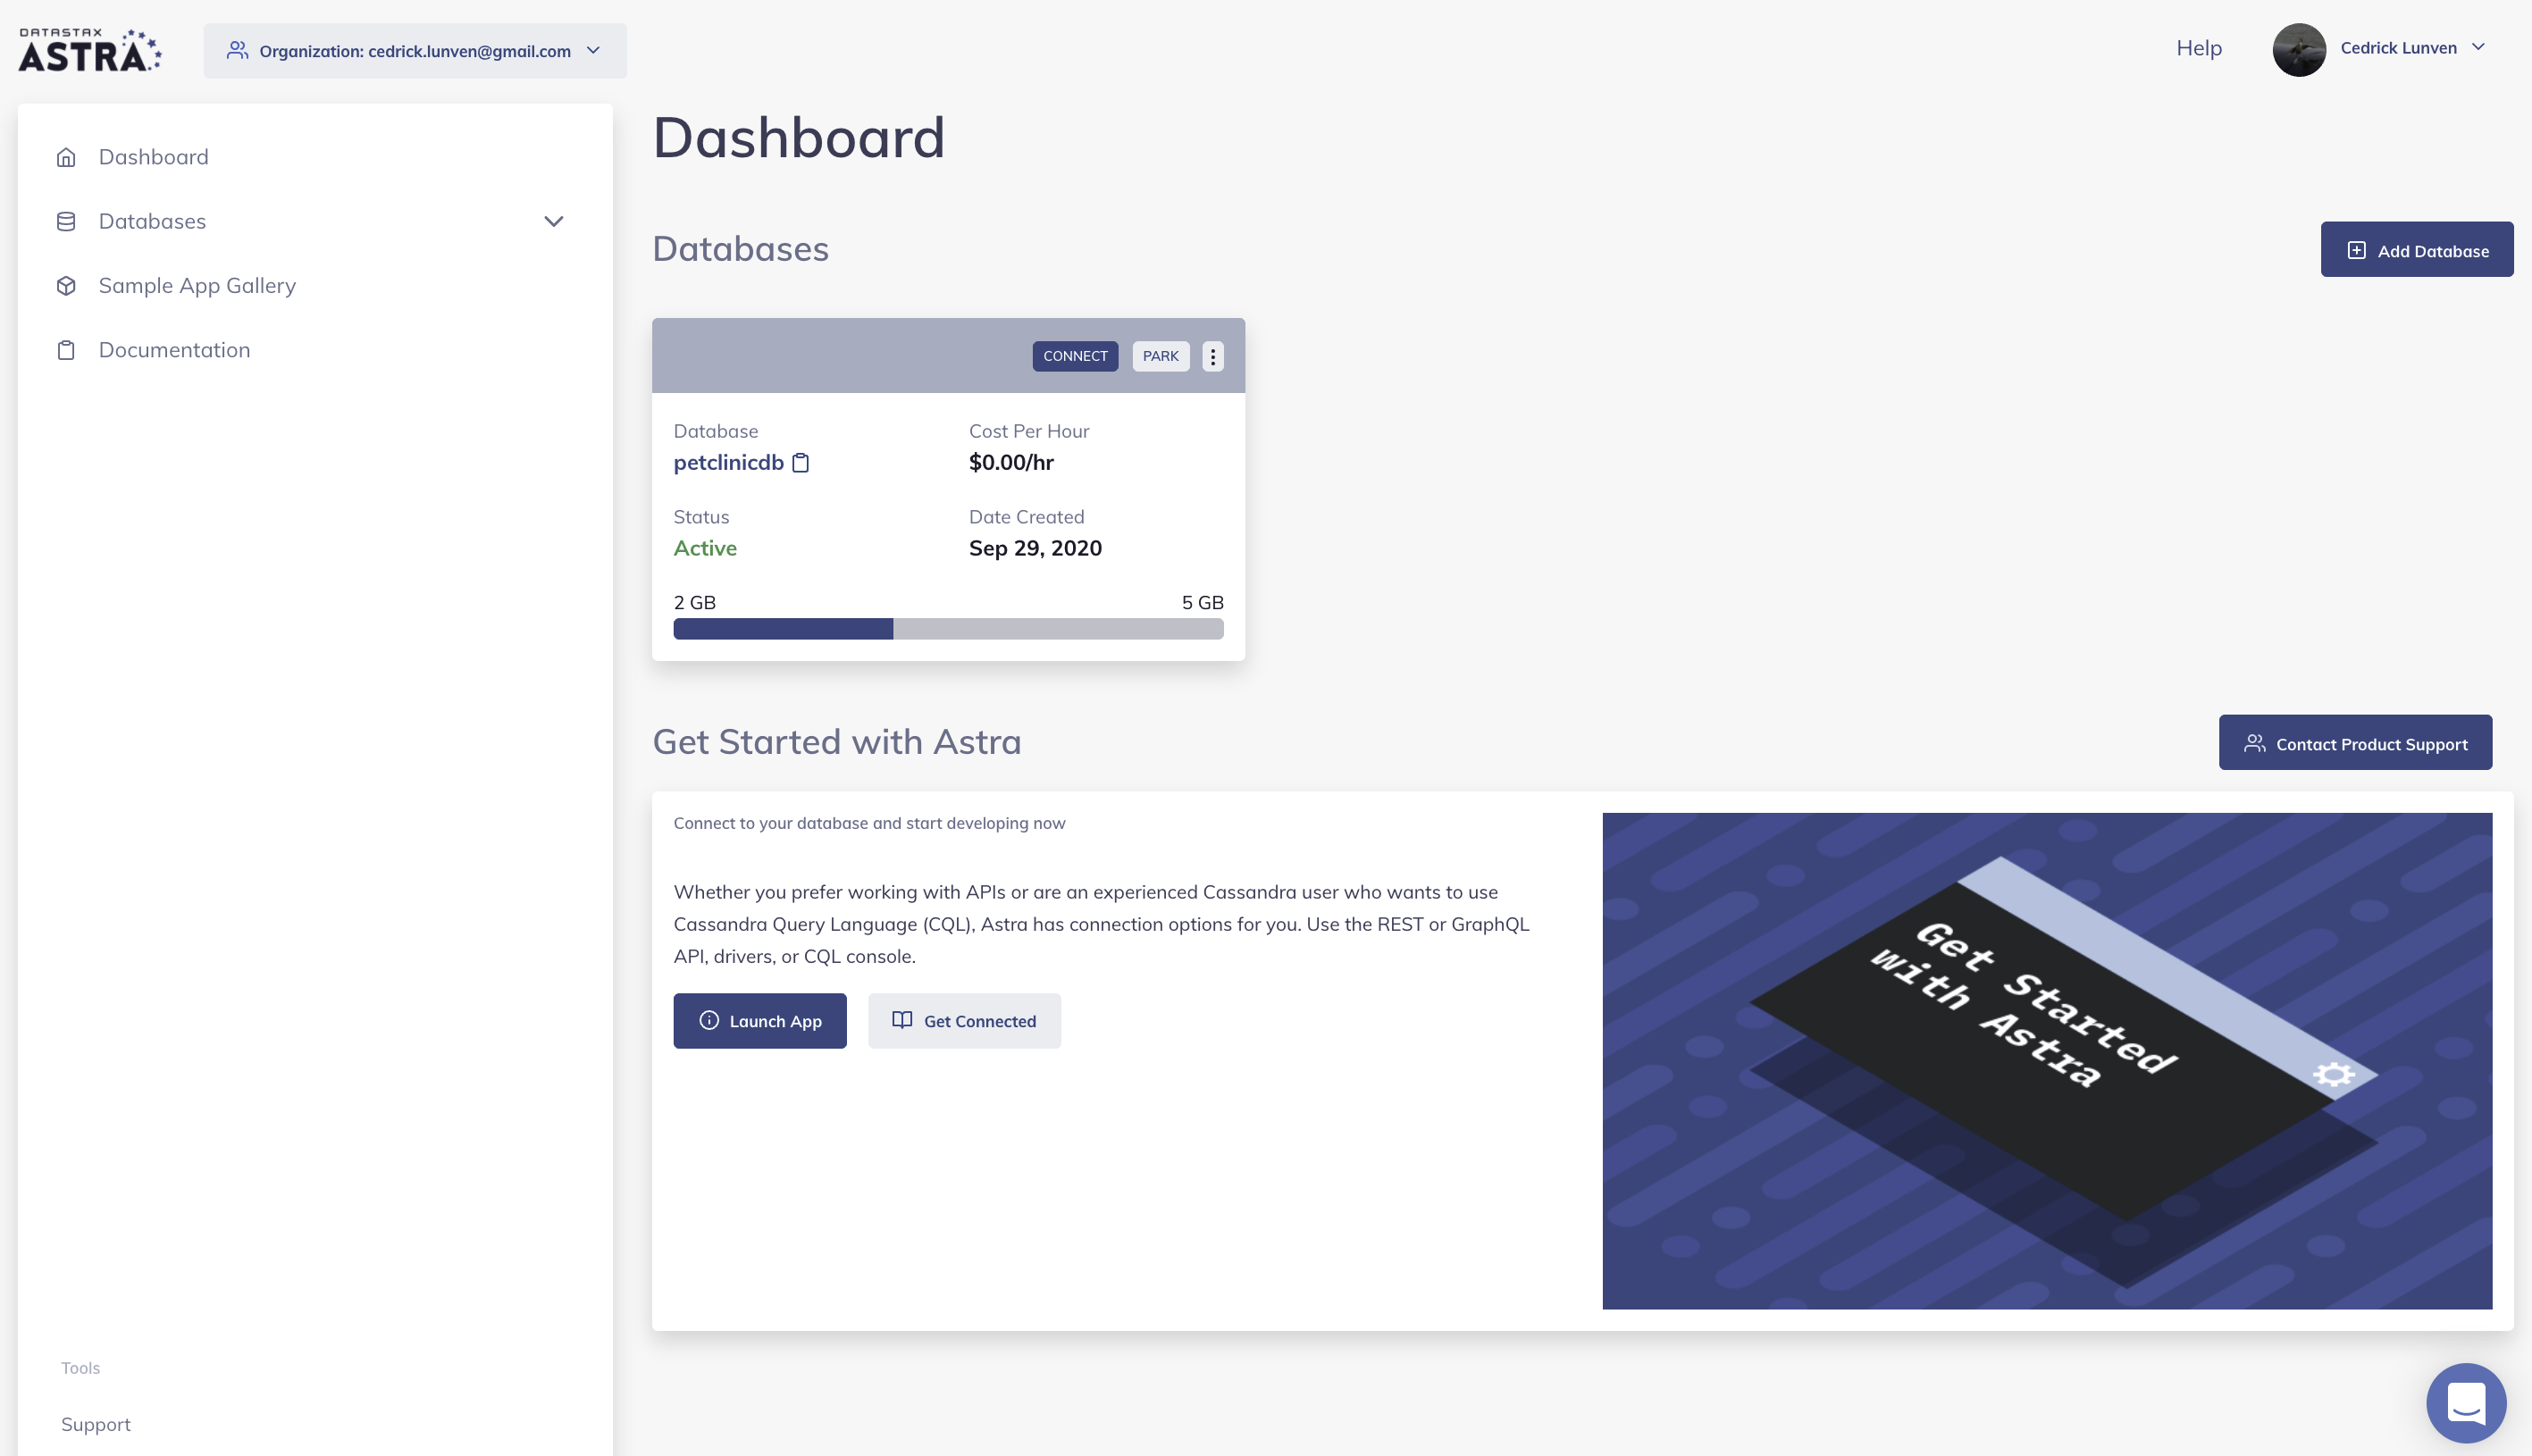 DATASTAX
ASTRA
Organization: cedrick.lunven@gmail.com
Help
Cedrick Lunven
Dashboard
Databases
Sample App Gallery
Documentation
Tools
Support
Dashboard
Databases
Add Database
CONNECT
PARK
Database
Cost Per Hour
petclinicdb
$0.00/hr
Status
Date Created
Active
Sep 29, 2020
2 GB
5 GB
Get Started with Astra
Contact Product Support
Connect to your database and start developing now
Whether you prefer working with APIs or are an experienced Cassandra user who wants to use
Cassandra Query Language (CQL), Astra has connection options for you. Use the REST or GraphQL
API, drivers, or CQL console.
Launch App
Get Connected
Get Started
with Astra